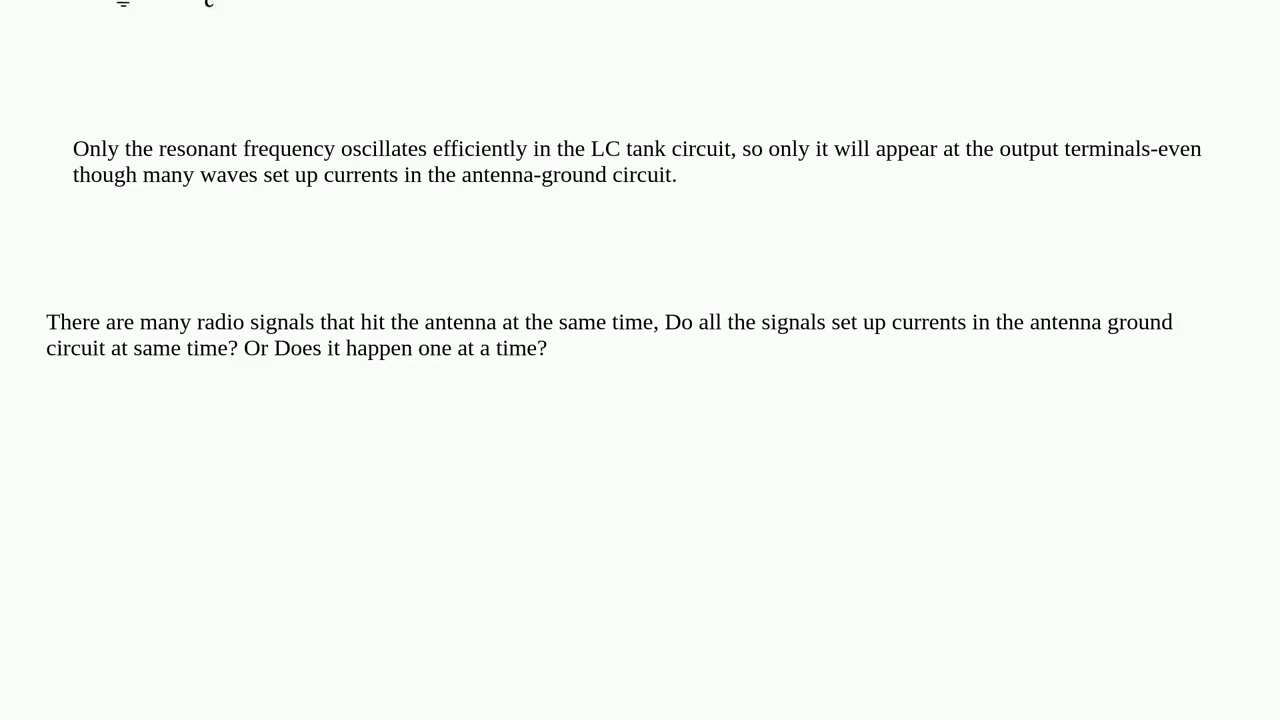 c
Only the resonant frequency oscillates efficiently in the LC tank circuit, so only it will appear at the output terminals-even
though many waves set up currents in the antenna-ground circuit.
There are many radio signals that hit the antenna at the same time, Do all the signals set up currents in the antenna ground
circuit at same time? Or Does it happen one at a time?